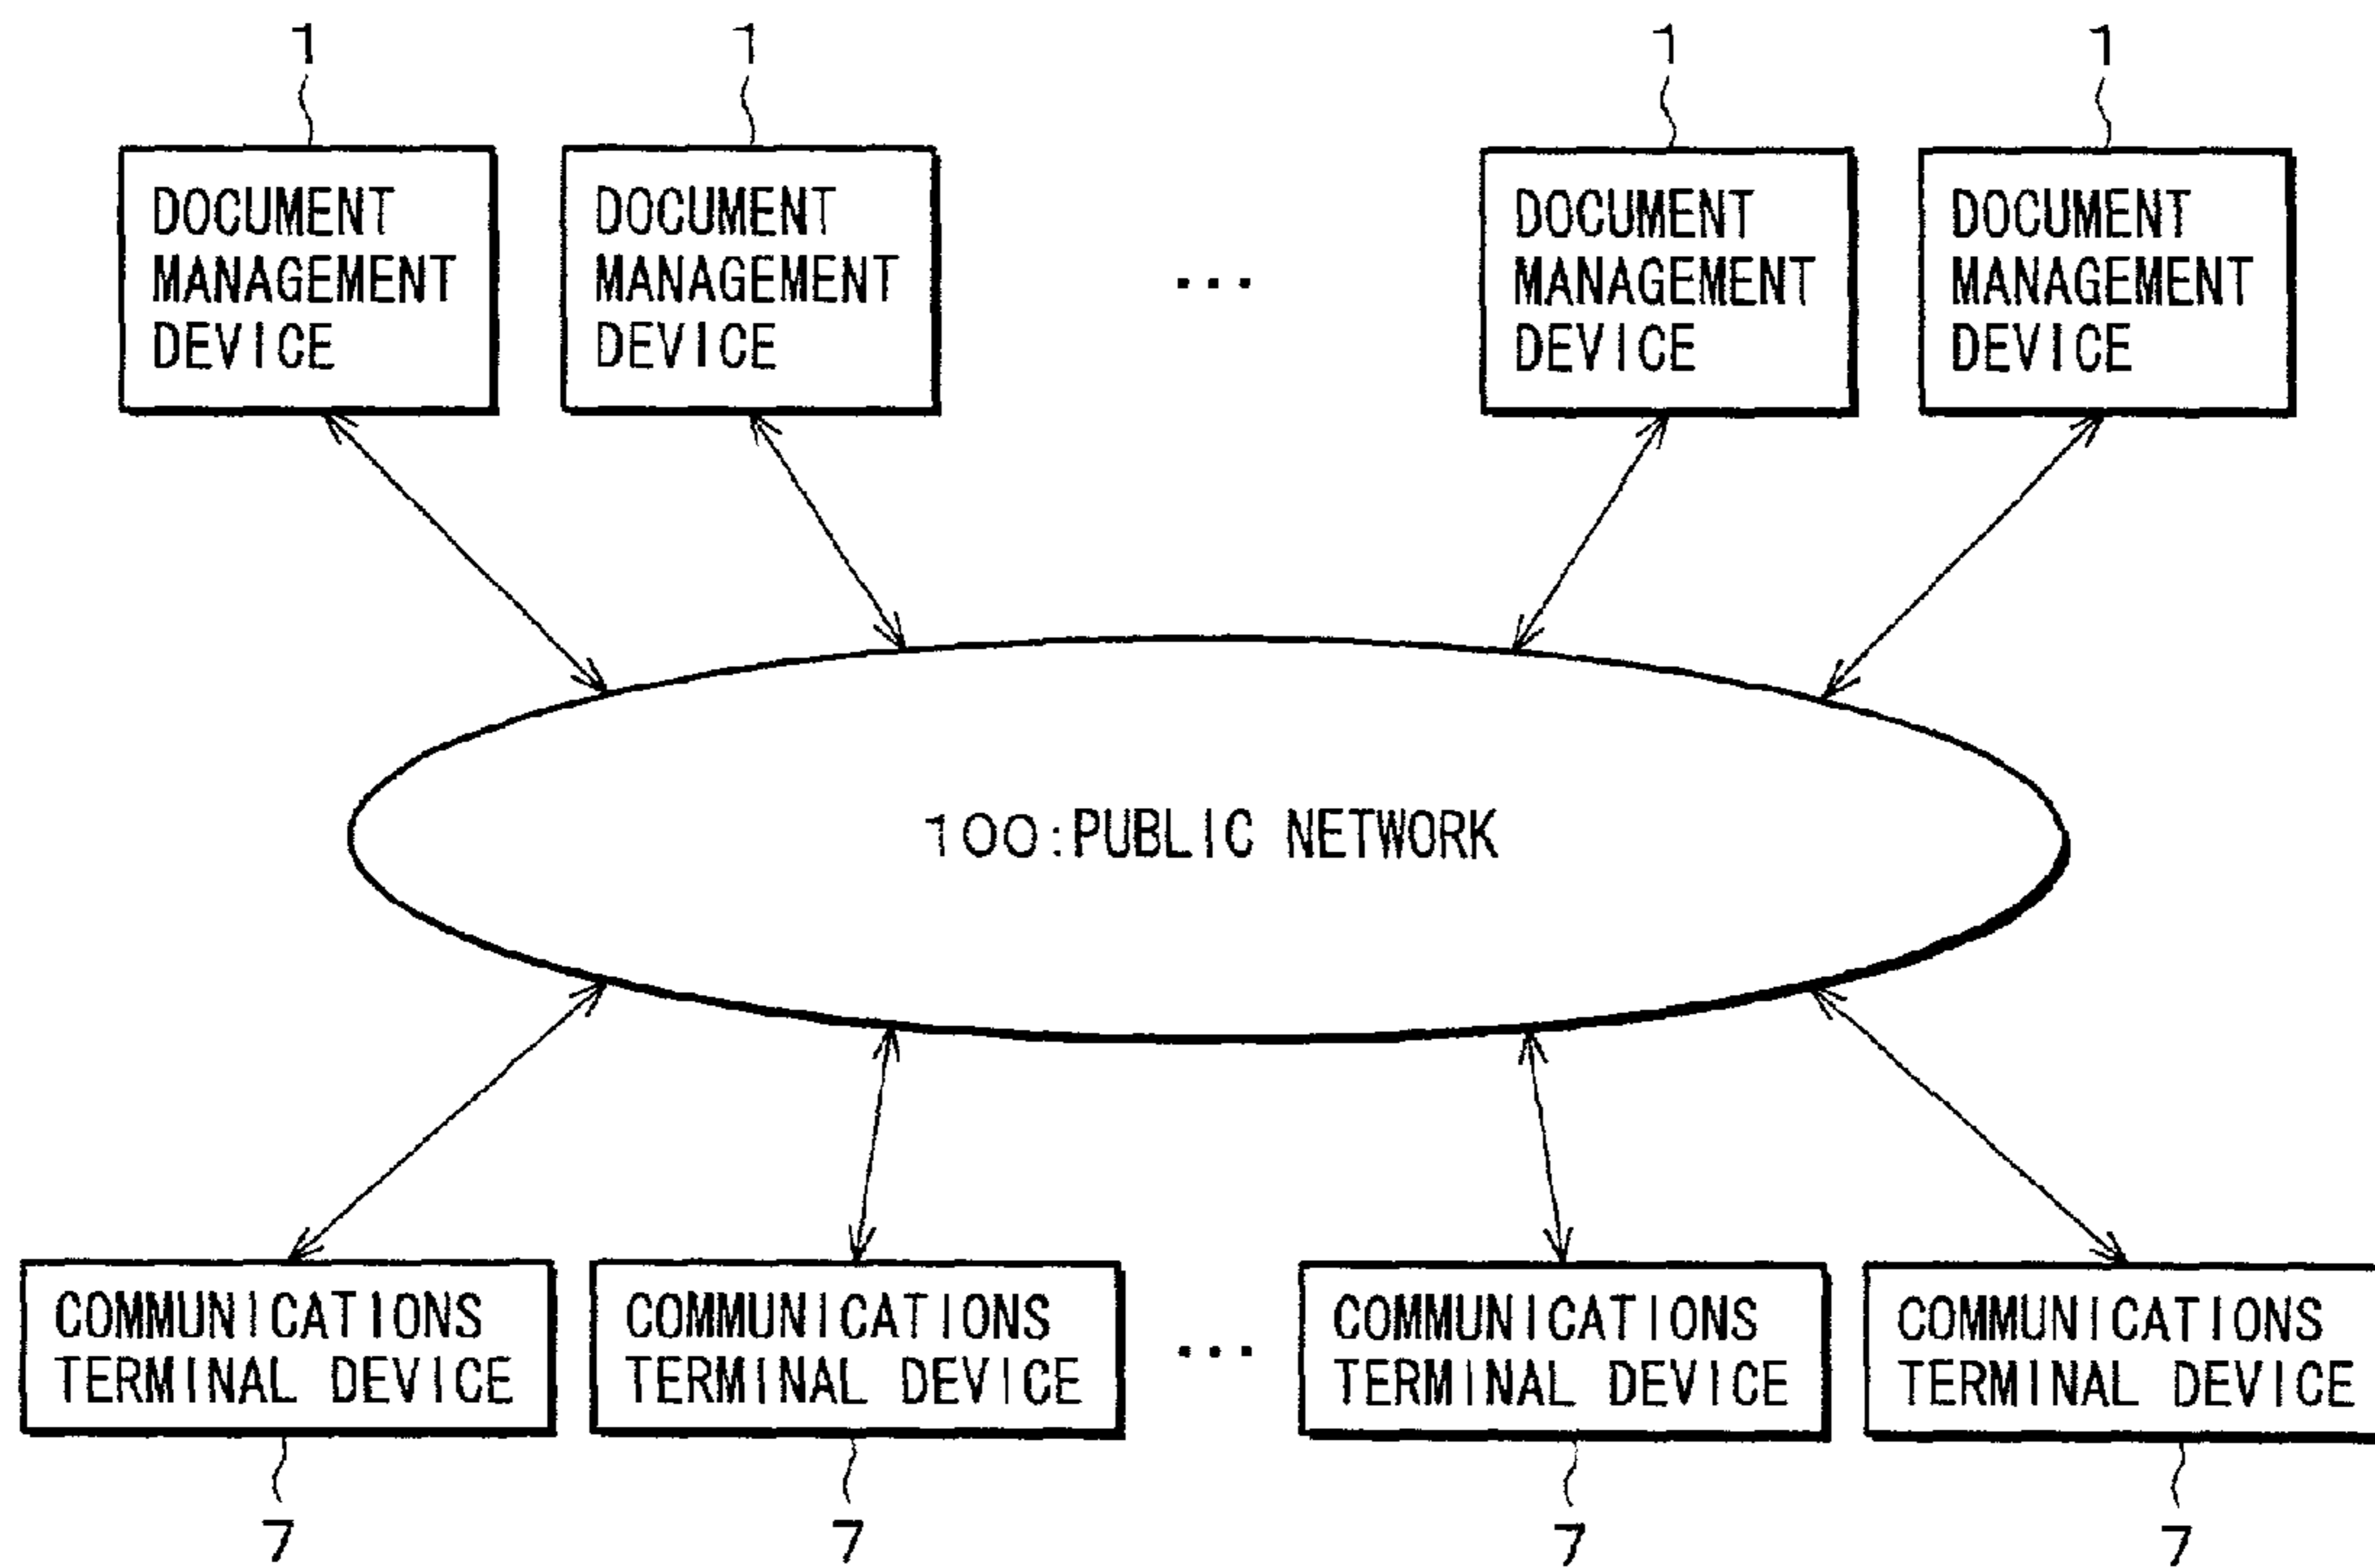 1 1 1 1
DOCUMENT
MANAGEMENT
DEVICE
DOCUMENT
MANAGEMENT
DEVICE
...
DOCUMENT
MANAGEMENT
DEVICE
DOCUMENT
MANAGEMENT
DEVICE
100:PUBLIC NETWORK
COMMUNICATIONS
TERMINAL DEVICE
COMMUNICATIONS
TERMINAL DEVICE
...
COMMUNICATIONS
TERMINAL DEVICE
COMMUNICATIONS
TERMINAL DEVICE
7 7 7 7